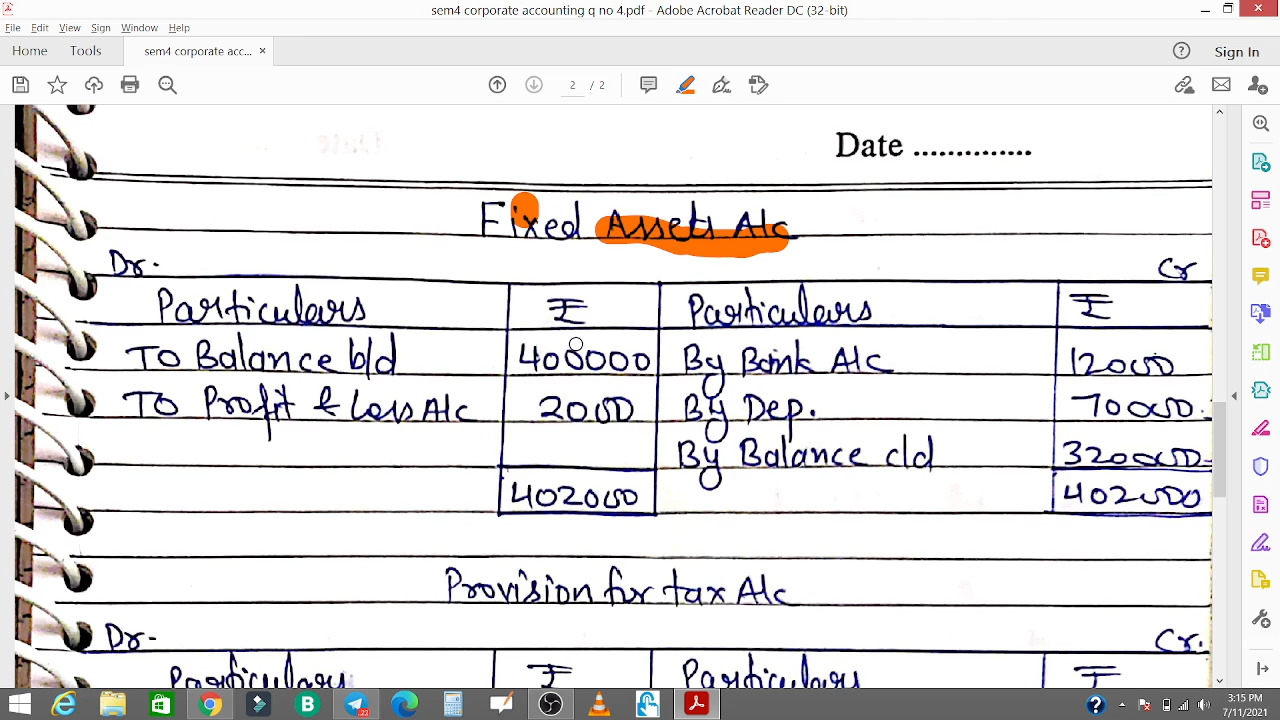 sem4 corporate accounting q no 4.pdf - Adobe Acrobat Reader DC (32-bit)
File Edit View Sign Window Help
Home Tools sem4 corporate acc... × Sign In
2 / 2
Date ..............
Fixed Assets A/c
Dr. Cr
Particulars ₹ Particulars ₹
To Balance b/d 400000 By Bank A/c 12000
To Profit & Loss A/c 2000 By Dep. 70000
By Balance c/d 320000
402000 402000
Provision for tax A/c
Dr- Cr.
Particulars ₹ Particulars ₹
3:15 PM
7/11/2021